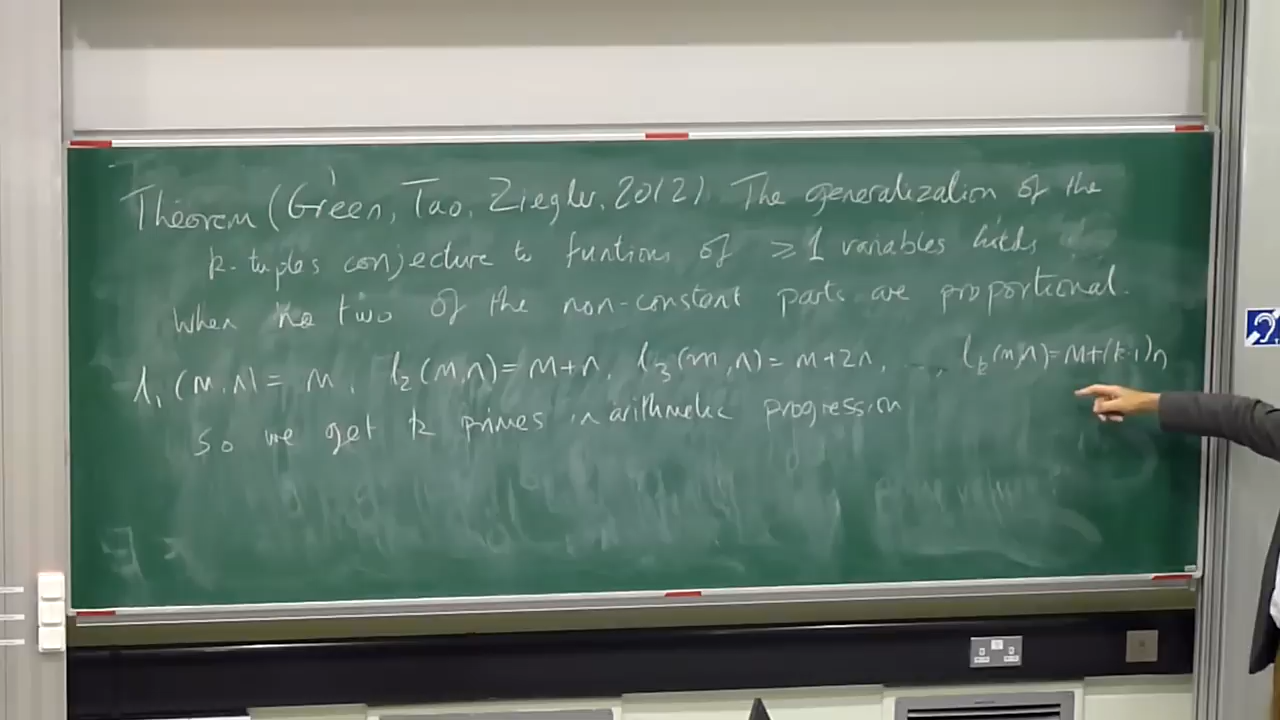 Theorem (Green, Tao, Ziegler, 2012) The generalization of the
k-tuples conjecture to funtions of ≥1 variables holds
when no two of the non-constant parts are proportional.
l₁(m,n) = m, l₂(m,n) = m+n, l₃(m,n) = m+2n, ..., l_k(m,n)=m+(k-1)n
so we get k primes in arithmetic progression